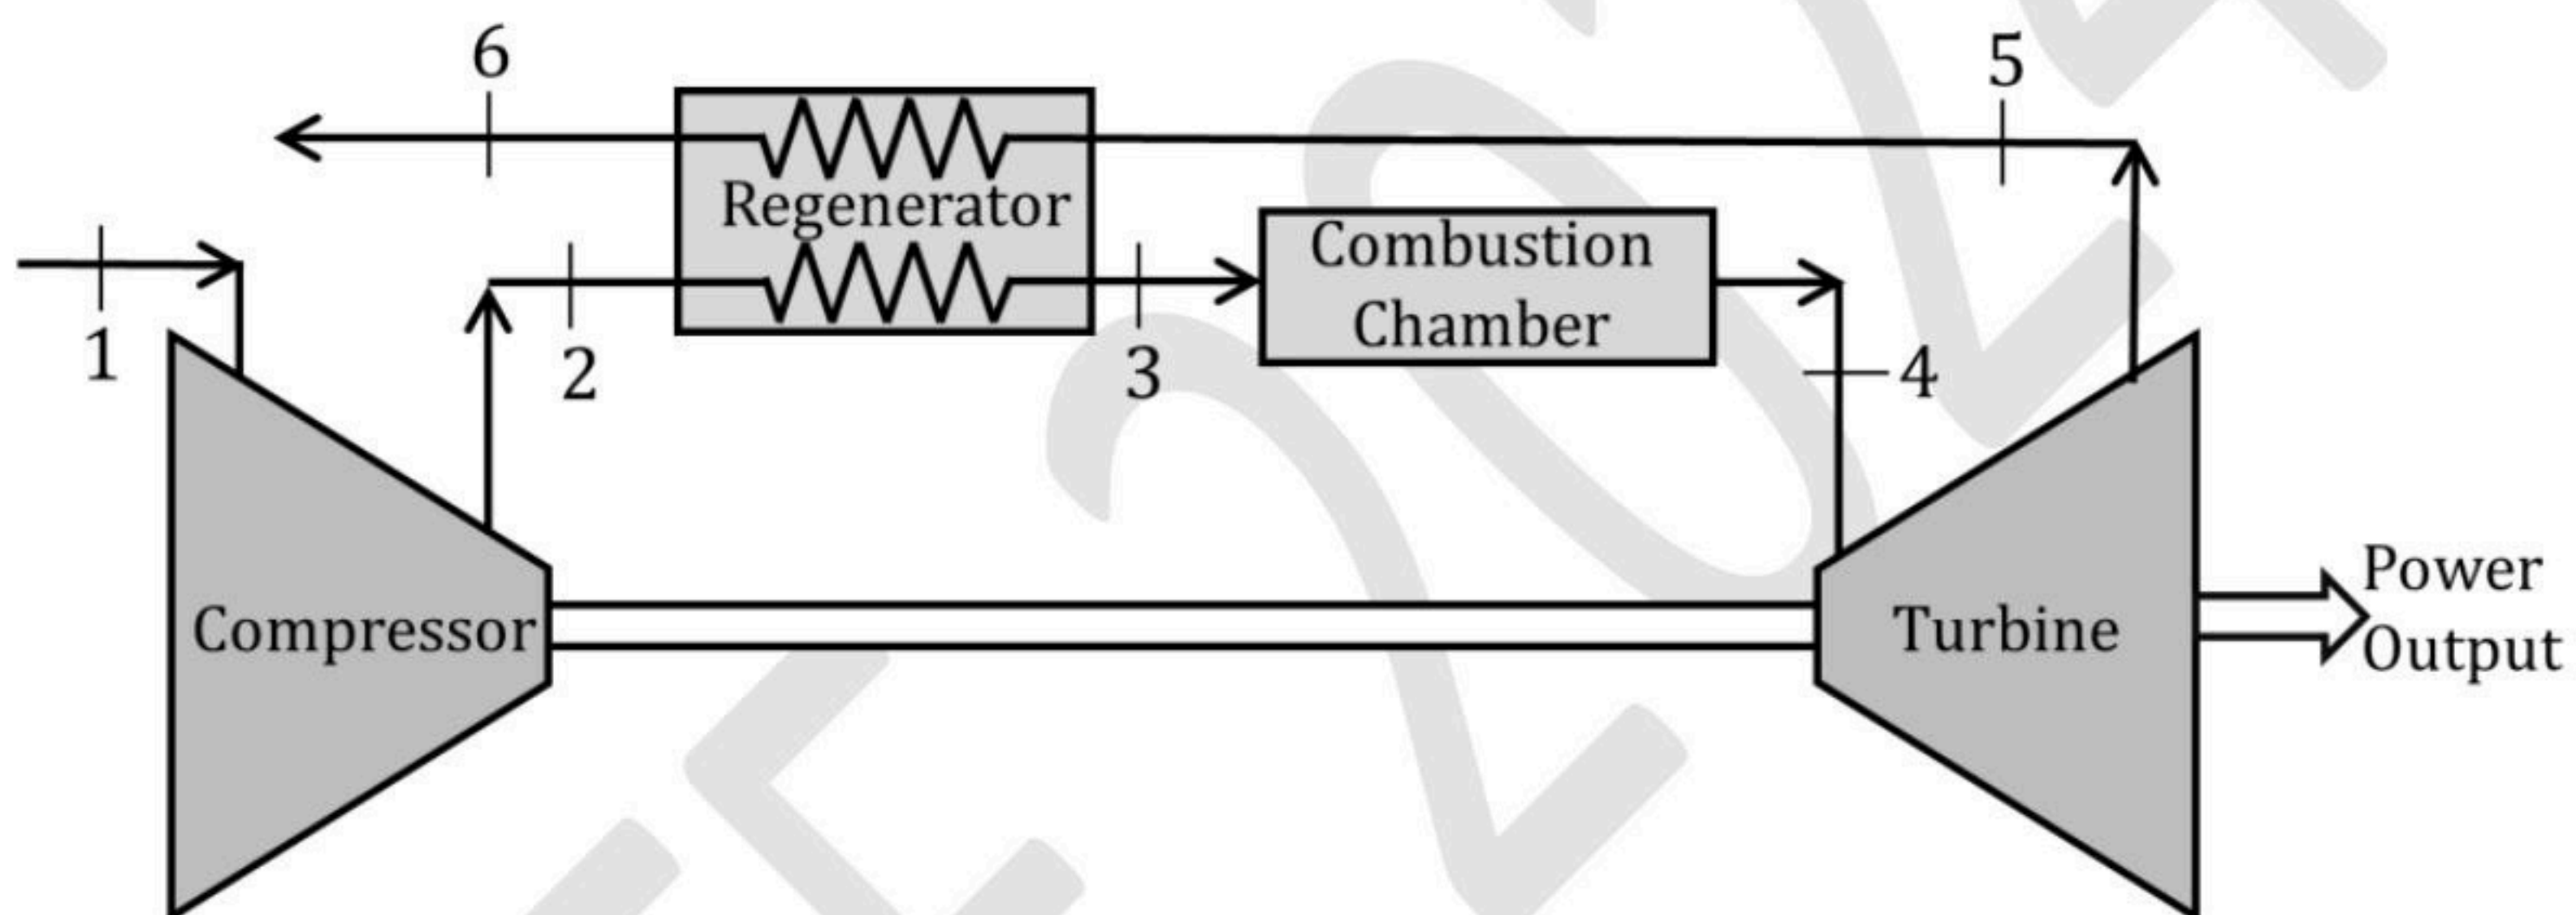 6
5
Regenerator
Combustion
Chamber
1
2
3
4
Compressor
Turbine
Power
Output